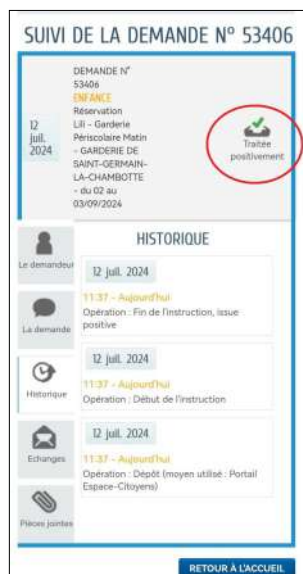 SUIVI DE LA DEMANDE N° 53406
DEMANDE N°
53406
ENFANCE
Réservation
Lili - Garderie
Périscolaire Matin
- GARDERIE DE
SAINT-GERMAIN-
LA-CHAMBOTTE
- du 02 au
03/09/2024
12
juil.
2024
Traitée
positivement
Le demandeur
La demande
Historique
Echanges
Pièces jointes
HISTORIQUE
12 juil. 2024
11:37 - Aujourd'hui
Opération : Fin de l'instruction, issue
positive
12 juil. 2024
11:37 - Aujourd'hui
Opération : Début de l'instruction
12 juil. 2024
11:37 - Aujourd'hui
Opération : Dépôt (moyen utilisé : Portail
Espace-Citoyens)
RETOUR À L'ACCUEIL